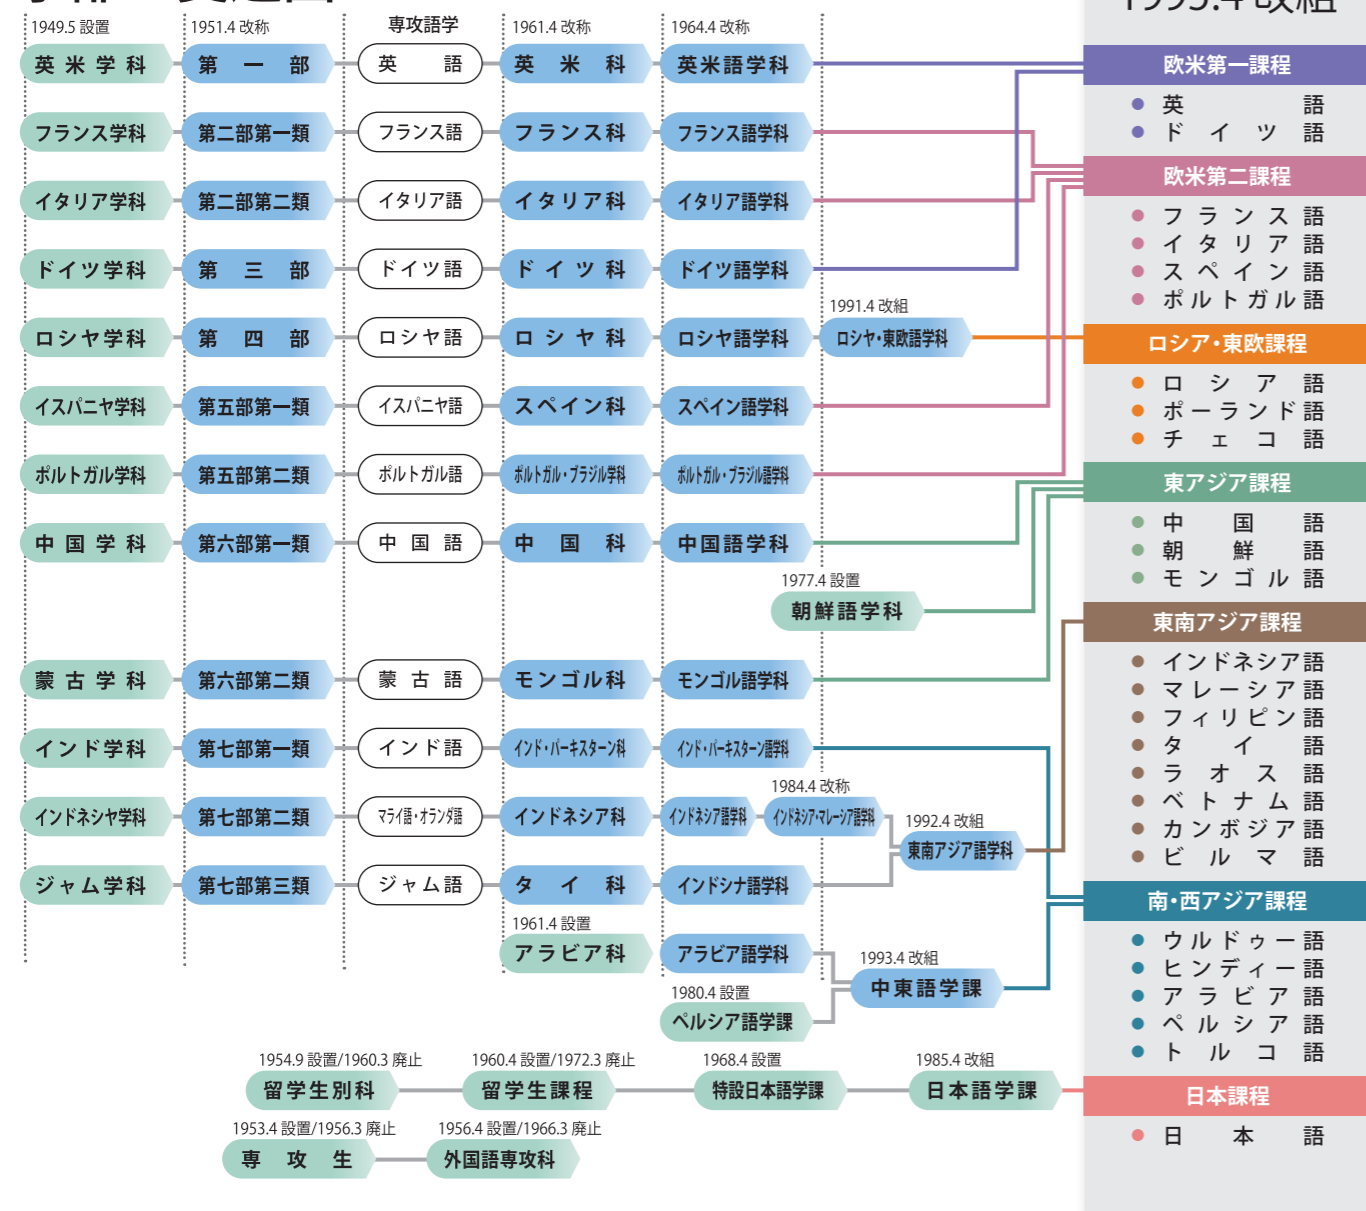 1995.4 改組
1949.5 設置 1951.4 改称 専攻語学 1961.4 改称 1964.4 改称
英米学科 第一部 英語 英米科 英米語学科
フランス学科 第二部第一類 フランス語 フランス科 フランス語学科
イタリア学科 第二部第二類 イタリア語 イタリア科 イタリア語学科
ドイツ学科 第三部 ドイツ語 ドイツ科 ドイツ語学科
1991.4 改組
ロシヤ学科 第四部 ロシヤ語 ロシヤ科 ロシヤ語学科 ロシヤ・東欧語学科
イスパニヤ学科 第五部第一類 イスパニヤ語 スペイン科 スペイン語学科
ポルトガル学科 第五部第二類 ポルトガル語 ポルトガル・ブラジル学科 ポルトガル・ブラジル語学科
中国学科 第六部第一類 中国語 中国科 中国語学科
1977.4 設置
朝鮮語学科
蒙古学科 第六部第二類 蒙古語 モンゴル科 モンゴル語学科
インド学科 第七部第一類 インド語 インド・パーキスターン科 インド・パーキスターン語学科
1984.4 改称
インドネシヤ学科 第七部第二類 マライ語・オランダ語 インドネシア科 インドネシア語学科 インドネシア・マレーシア語学科
1992.4 改組
東南アジア語学科
ジャム学科 第七部第三類 ジャム語 タイ科 インドシナ語学科
1961.4 設置
アラビア科 アラビア語学科
1993.4 改組
中東語学課
1980.4 設置
ペルシア語学課
1954.9 設置/1960.3 廃止 1960.4 設置/1972.3 廃止 1968.4 設置 1985.4 改組
留学生別科 留学生課程 特設日本語学課 日本語学課
1953.4 設置/1956.3 廃止 1956.4 設置/1966.3 廃止
専攻生 外国語専攻科
欧米第一課程
● 英語
● ドイツ語
欧米第二課程
● フランス語
● イタリア語
● スペイン語
● ポルトガル語
ロシア・東欧課程
● ロシア語
● ポーランド語
● チェコ語
東アジア課程
● 中国語
● 朝鮮語
● モンゴル語
東南アジア課程
● インドネシア語
● マレーシア語
● フィリピン語
● タイ語
● ラオス語
● ベトナム語
● カンボジア語
● ビルマ語
南・西アジア課程
● ウルドゥー語
● ヒンディー語
● アラビア語
● ペルシア語
● トルコ語
日本課程
● 日本語